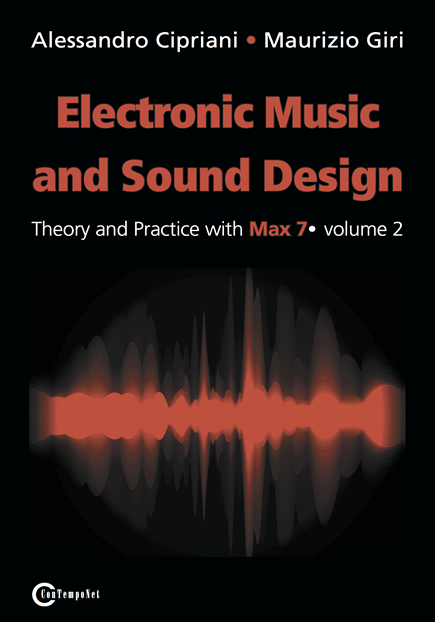 Alessandro Cipriani • Maurizio Giri
Electronic Music
and Sound Design
Theory and Practice with Max 7• volume 2
ConTempoNet